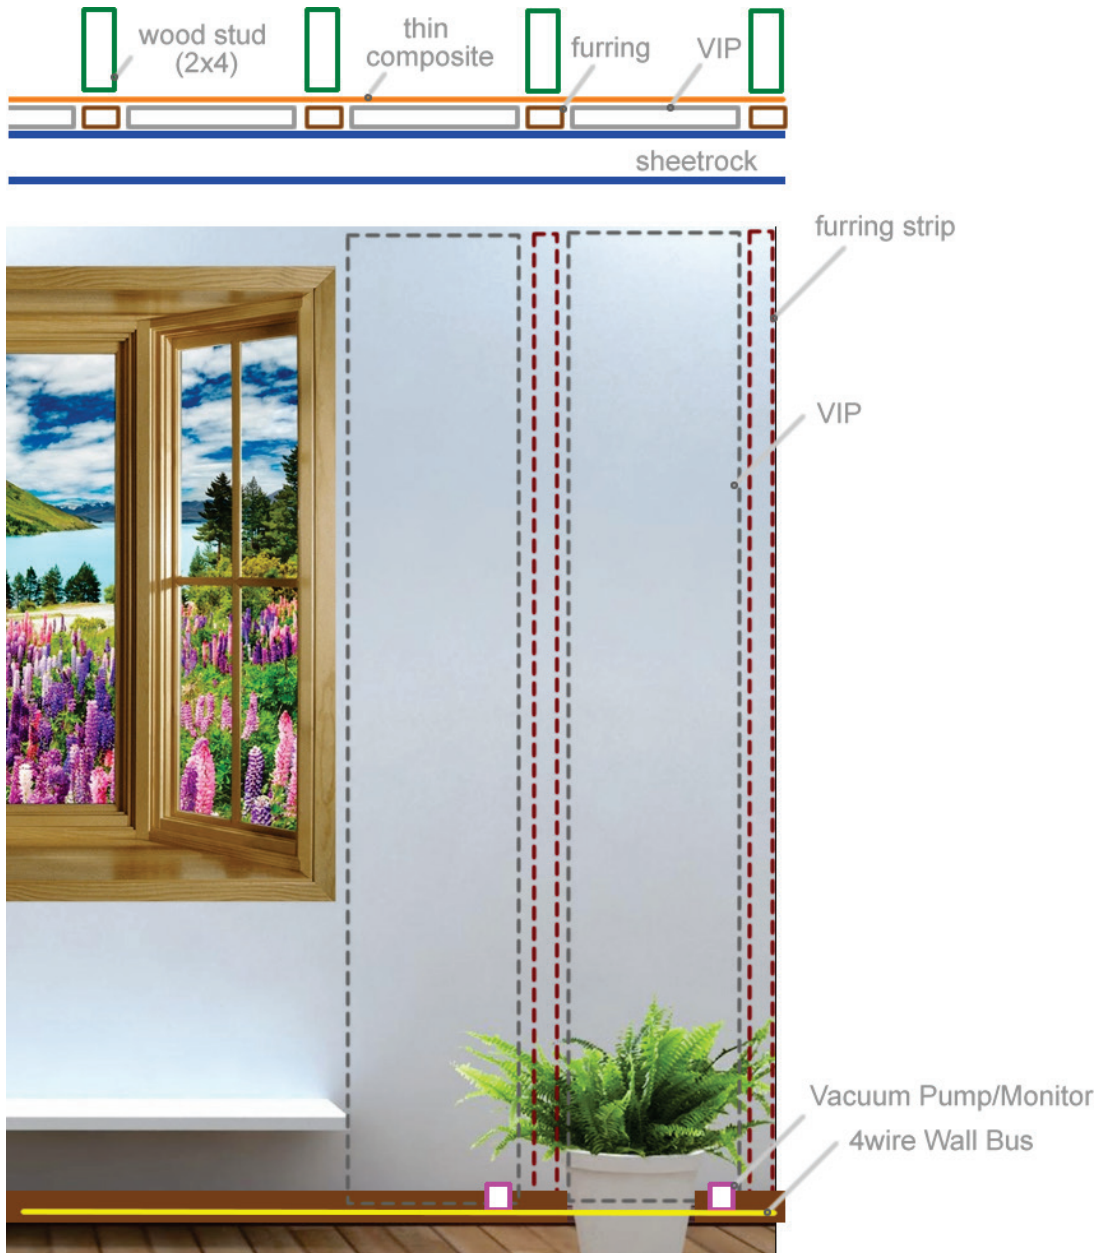 wood stud
(2x4)
thin
composite
furring
VIP
sheetrock
furring strip
VIP
Vacuum Pump/Monitor
4wire Wall Bus